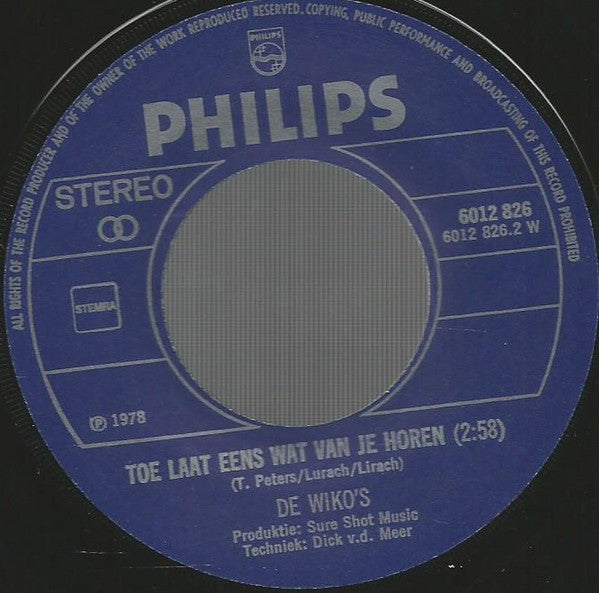 ALL RIGHTS OF THE RECORD PRODUCER AND OF THE OWNER OF THE WORK REPRODUCED RESERVED. COPYING, PUBLIC PERFORMANCE AND BROADCASTING OF THIS RECORD PROHIBITED
PHILIPS
PHILIPS
STEREO
6012 826
6012 826.2 W
STEMRA
Ⓟ 1978
TOE LAAT EENS WAT VAN JE HOREN (2:58)
(T. Peters/Lurach/Lirach)
DE WIKO'S
Produktie: Sure Shot Music
Techniek: Dick v.d. Meer